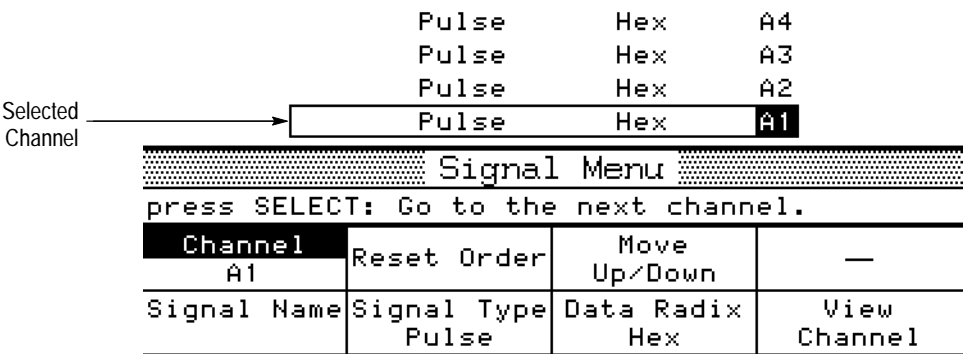 Pulse Hex A4
Pulse Hex A3
Pulse Hex A2
Selected
Channel
Pulse Hex A1
Signal Menu
press SELECT: Go to the next channel.
Channel
A1
Reset Order
Move
Up/Down
—
Signal Name
Signal Type
Pulse
Data Radix
Hex
View
Channel